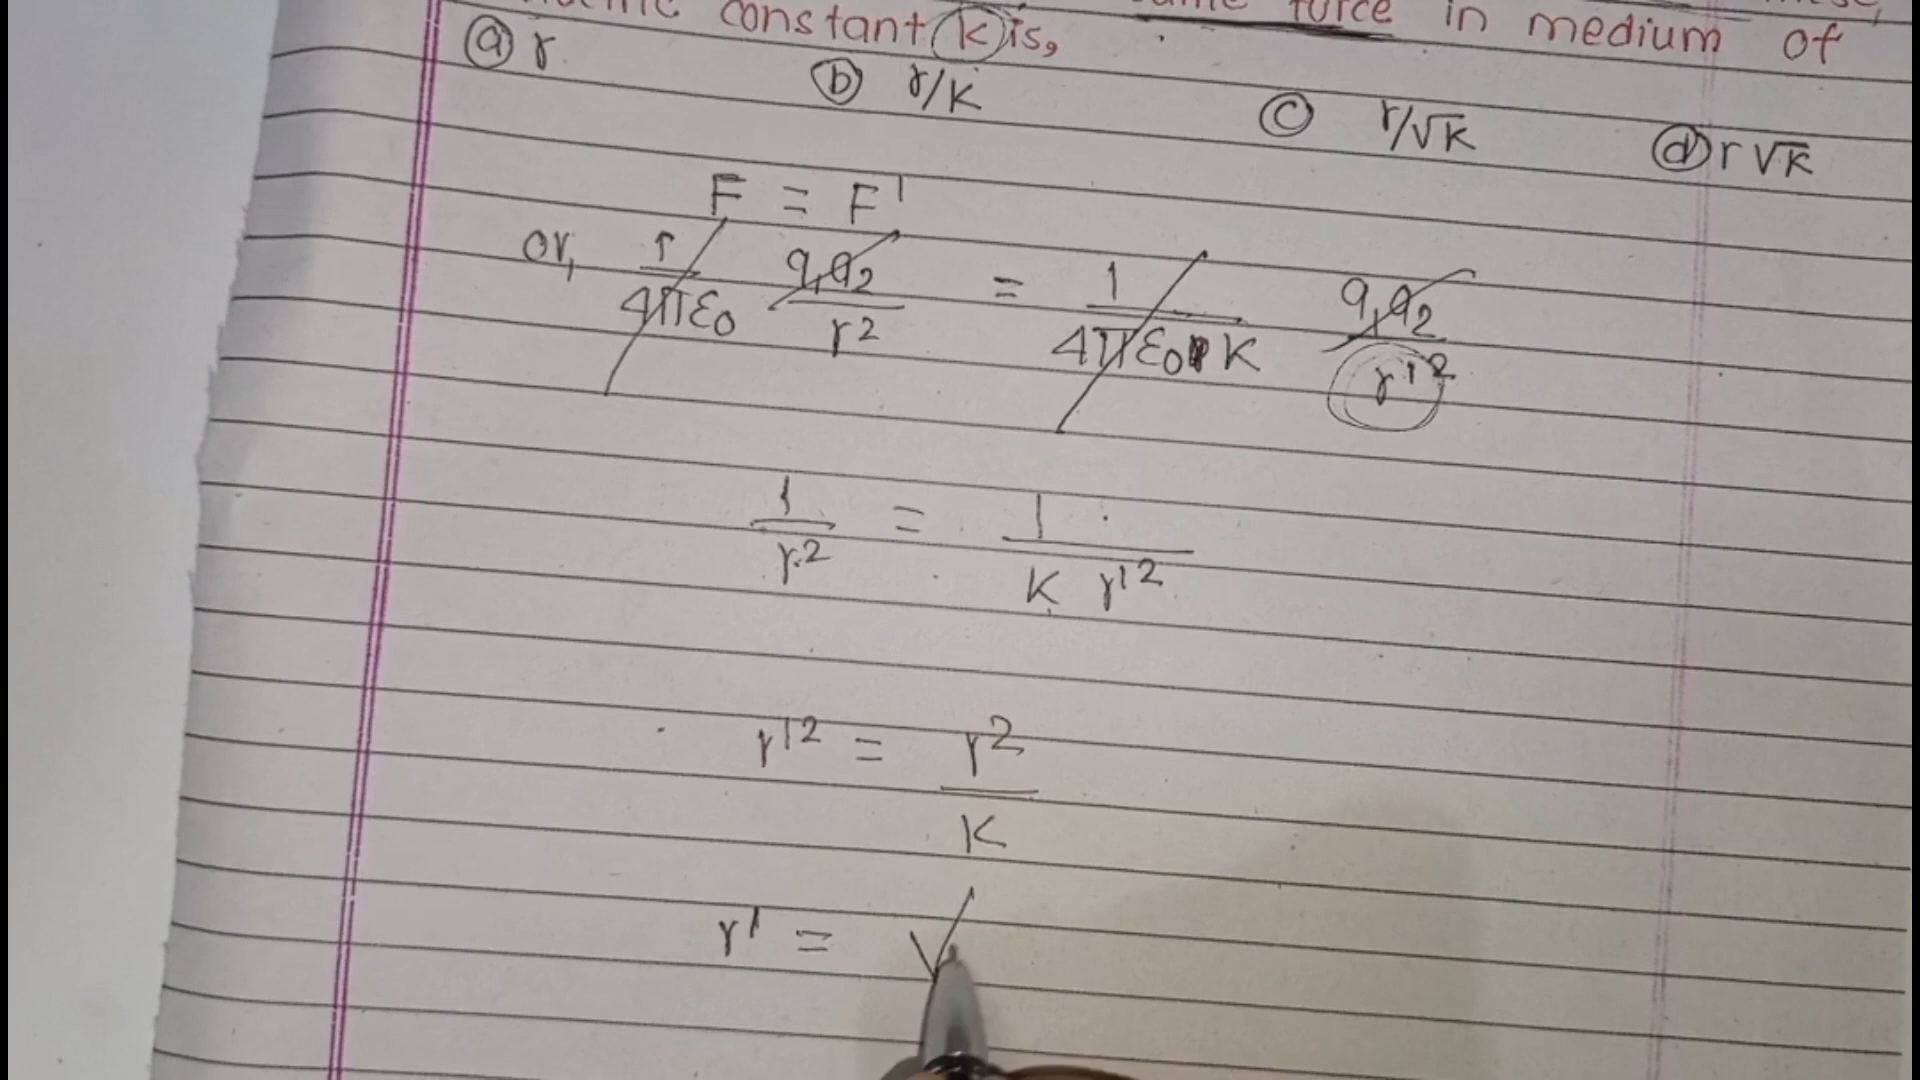 constant k is, force in medium of
ⓐ r ⓑ r/k ⓒ r/√k ⓓ r√k
F = F'
or, 1/4πε0 q1q2/r2 = 1/4πε0 k q1q2/r'2
1/r2 = 1/k r'2
r'2 = r2/k
r' = √